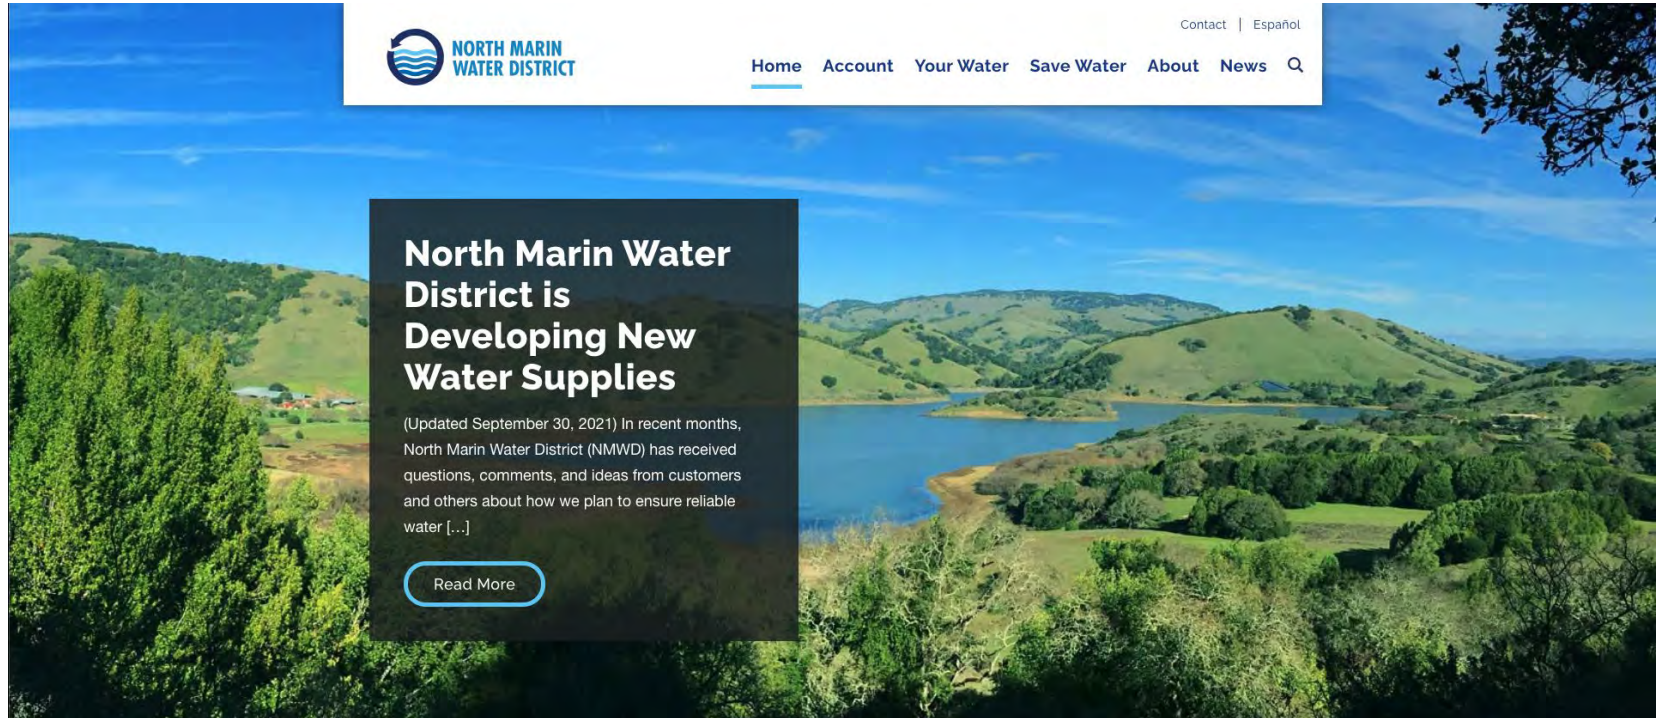 Contact | Español
NORTH MARIN
WATER DISTRICT
Home Account Your Water Save Water About News
North Marin Water
District is
Developing New
Water Supplies
(Updated September 30, 2021) In recent months,
North Marin Water District (NMWD) has received
questions, comments, and ideas from customers
and others about how we plan to ensure reliable
water […]
Read More